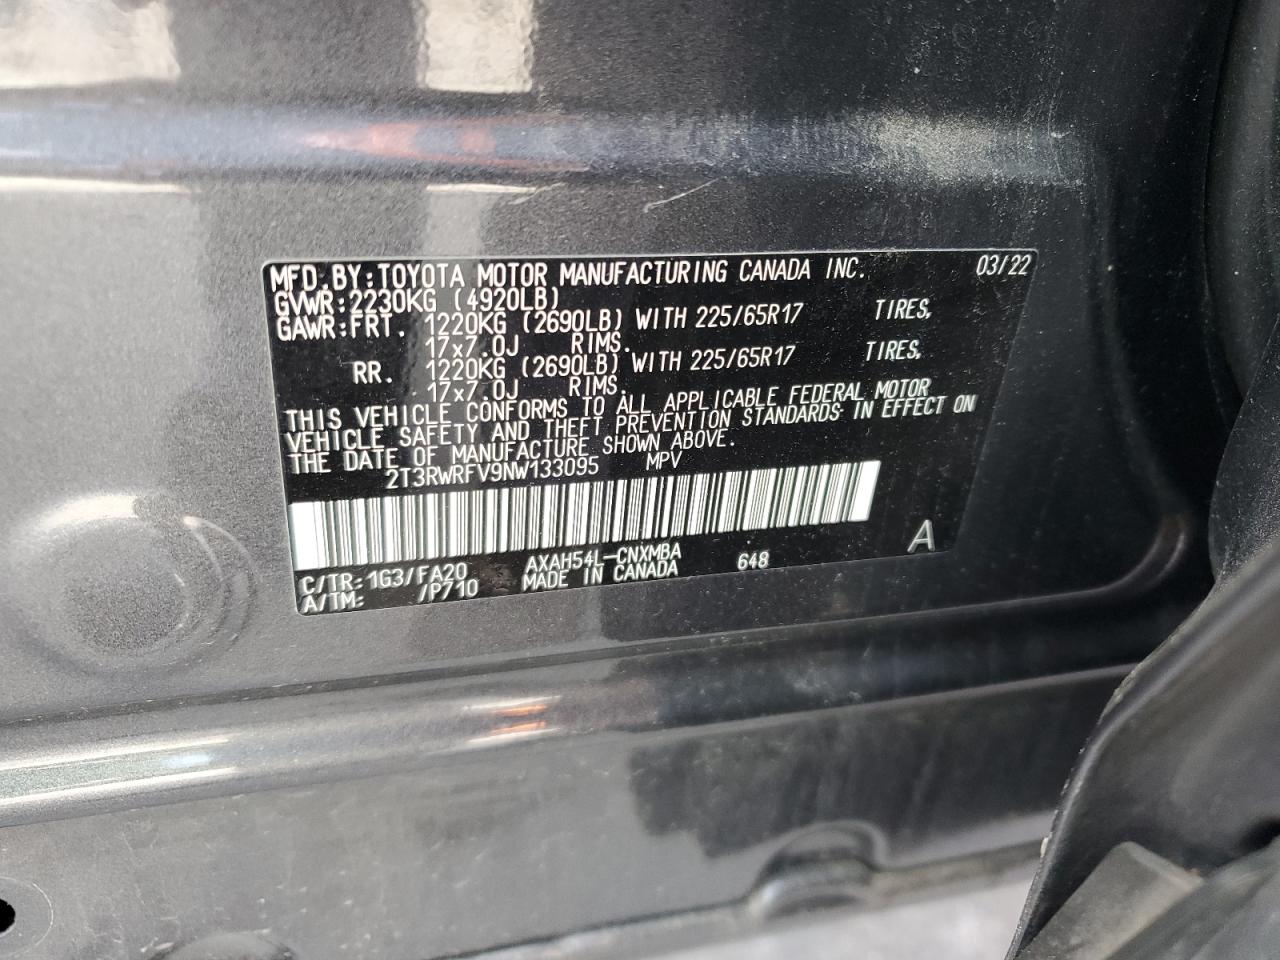 MFD.BY:TOYOTA MOTOR MANUFACTURING CANADA INC. 03/22
GVWR:2230KG (4920LB)
GAWR:FRT. 1220KG (2690LB) WITH 225/65R17 TIRES,
17x7.0J RIMS.
RR. 1220KG (2690LB) WITH 225/65R17 TIRES,
17x7.0J RIMS.
THIS VEHICLE CONFORMS TO ALL APPLICABLE FEDERAL MOTOR
VEHICLE SAFETY AND THEFT PREVENTION STANDARDS IN EFFECT ON
THE DATE OF MANUFACTURE SHOWN ABOVE.
2T3RWRFV9NW133095 MPV
C/TR:1G3/FA20 AXAH54L-CNXMBA 648 A
A/TM: /P710 MADE IN CANADA